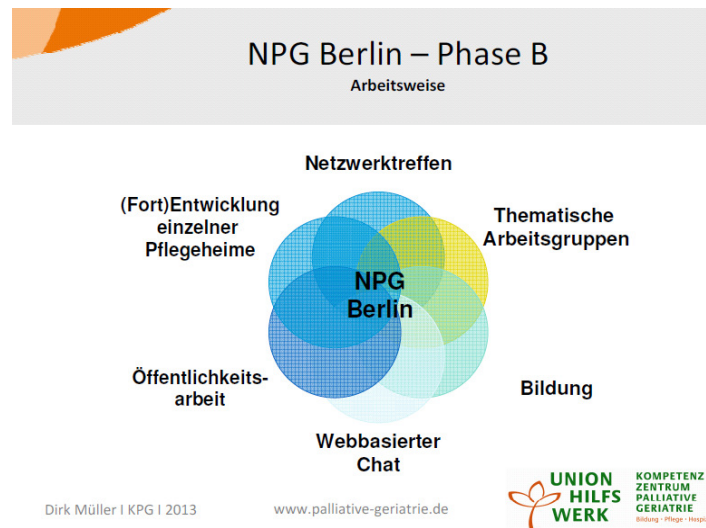 NPG Berlin – Phase B
Arbeitsweise
Netzwerktreffen
(Fort)Entwicklung
einzelner
Pflegeheime
Thematische
Arbeitsgruppen
NPG
Berlin
Öffentlichkeits-
arbeit
Bildung
Webbasierter
Chat
Dirk Müller I KPG I 2013
www.palliative-geriatrie.de
UNION
HILFS
WERK
KOMPETENZ
ZENTRUM
PALLIATIVE
GERIATRIE
Bildung · Pflege · Hospi